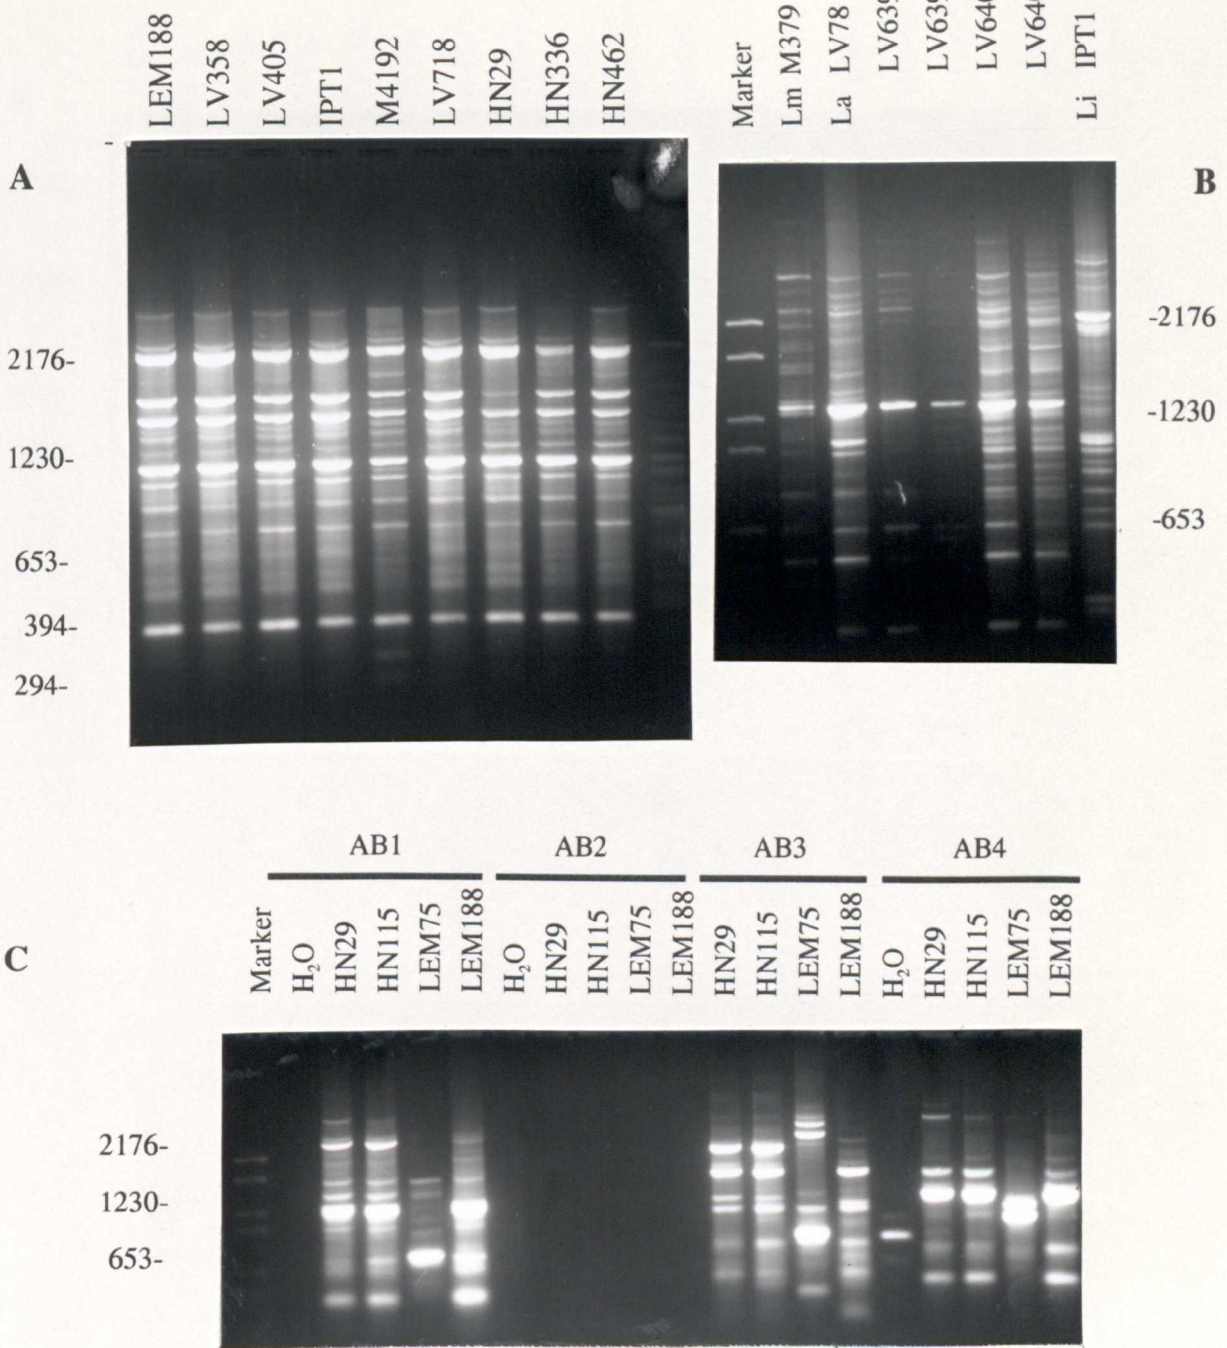 A
LEM188
LV358
LV405
IPT1
M4192
LV718
HN29
HN336
HN462
2176-
1230-
653-
394-
294-
B
Marker
Lm M379
La LV78
Li IPT1
-2176
-1230
-653
C
AB1
AB2
AB3
AB4
Marker
H₂O
HN29
HN115
LEM75
LEM188
H₂O
HN29
HN115
LEM75
LEM188
HN29
HN115
LEM75
LEM188
H₂O
HN29
HN115
LEM75
LEM188
2176-
1230-
653-